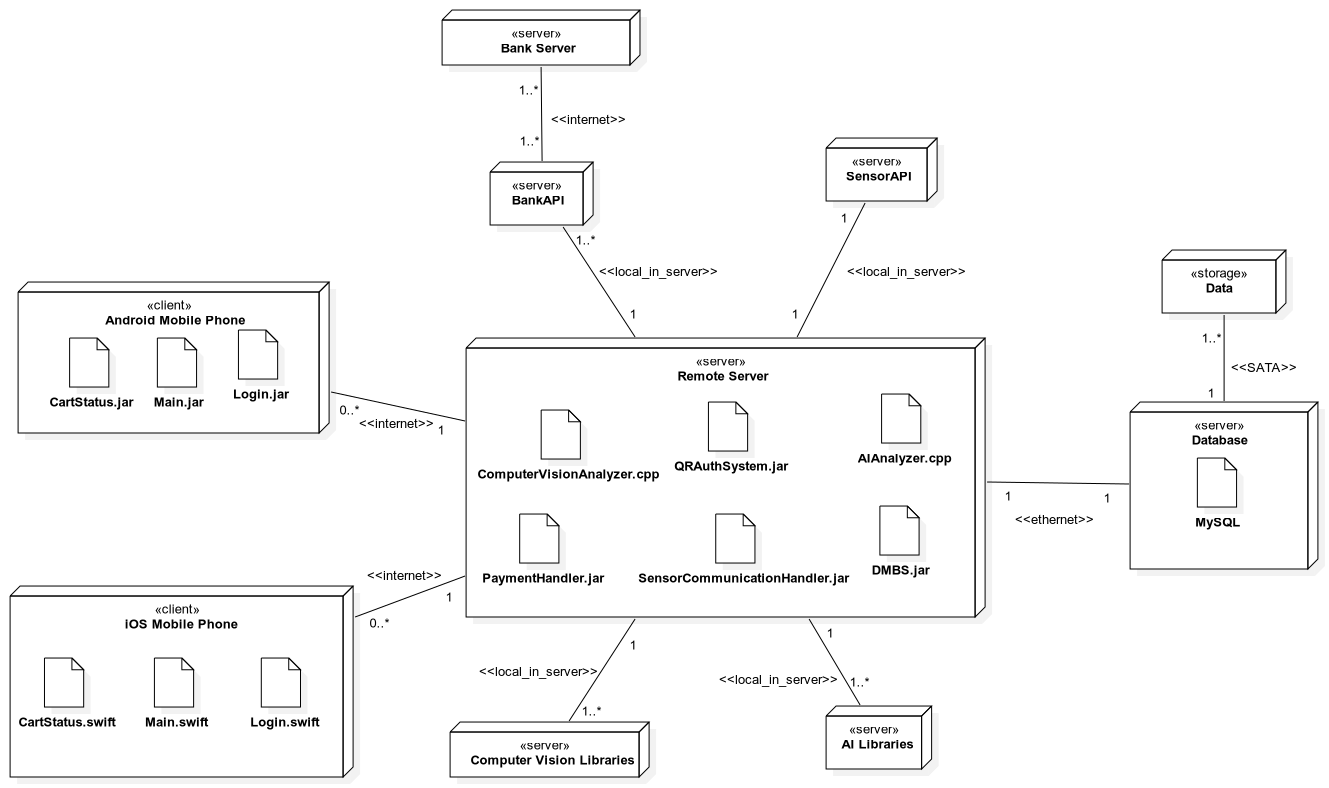 «server»
Bank Server
1..*
<<internet>>
1..*
«server»
BankAPI
1..*
<<local_in_server>>
1
«server»
SensorAPI
1
<<local_in_server>>
1
«storage»
Data
1..*
<<SATA>>
1
«client»
Android Mobile Phone
CartStatus.jar
Main.jar
Login.jar
0..*
<<internet>>
1
«server»
Remote Server
ComputerVisionAnalyzer.cpp
QRAuthSystem.jar
AIAnalyzer.cpp
PaymentHandler.jar
SensorCommunicationHandler.jar
DMBS.jar
«server»
Database
MySQL
1
1
<<ethernet>>
<<internet>>
1
0..*
«client»
iOS Mobile Phone
CartStatus.swift
Main.swift
Login.swift
1
<<local_in_server>>
1..*
«server»
Computer Vision Libraries
1
<<local_in_server>>
1..*
«server»
AI Libraries